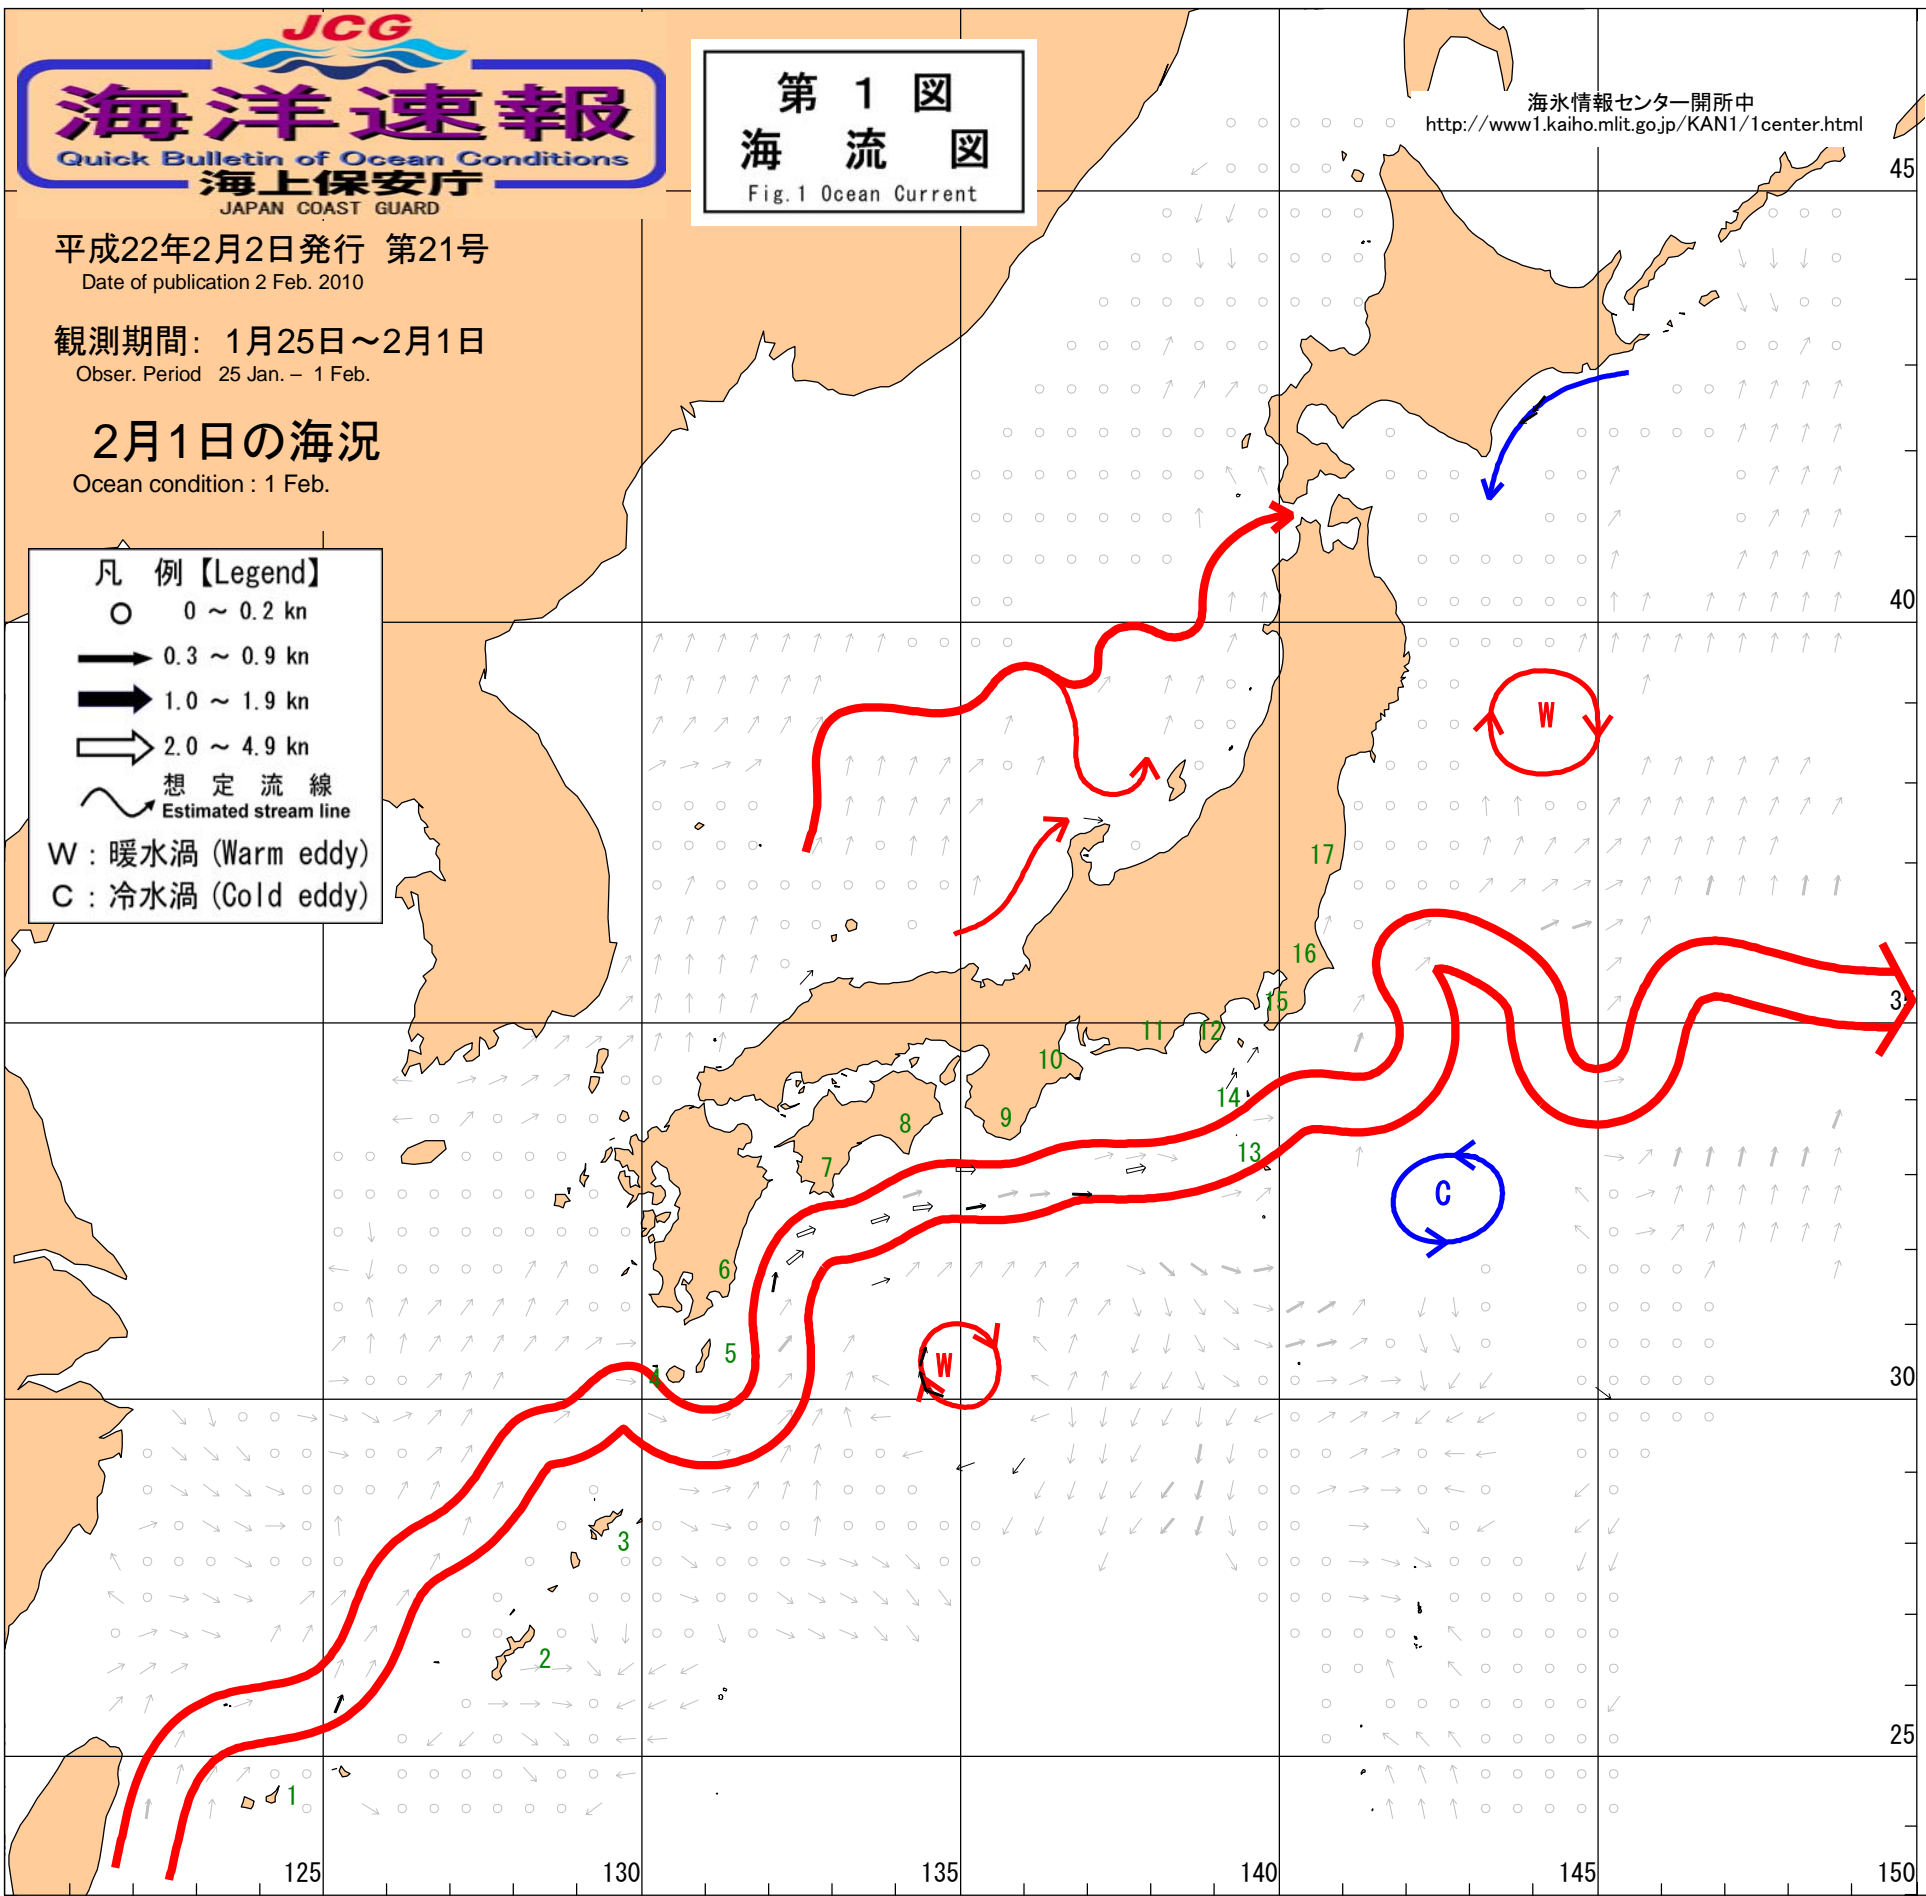 JCG
海洋速報
Quick Bulletin of Ocean Conditions
海上保安庁
JAPAN COAST GUARD
第 1 図
海 流 図
Fig.1 Ocean Current
海氷情報センター開所中
http://www1.kaiho.mlit.go.jp/KAN1/1center.html
平成22年2月2日発行 第21号
Date of publication 2 Feb. 2010
観測期間: 1月25日~2月1日
Obser. Period 25 Jan. – 1 Feb.
2月1日の海況
Ocean condition : 1 Feb.
凡 例【Legend】
0 ~ 0.2 kn
0.3 ~ 0.9 kn
1.0 ~ 1.9 kn
2.0 ~ 4.9 kn
想 定 流 線
Estimated stream line
W : 暖水渦 (Warm eddy)
C : 冷水渦 (Cold eddy)
45
40
W
17
16
15
35
11
12
10
14
9
8
13
7
C
6
5
W
4
30
3
2
25
1
125
130
135
140
145
150